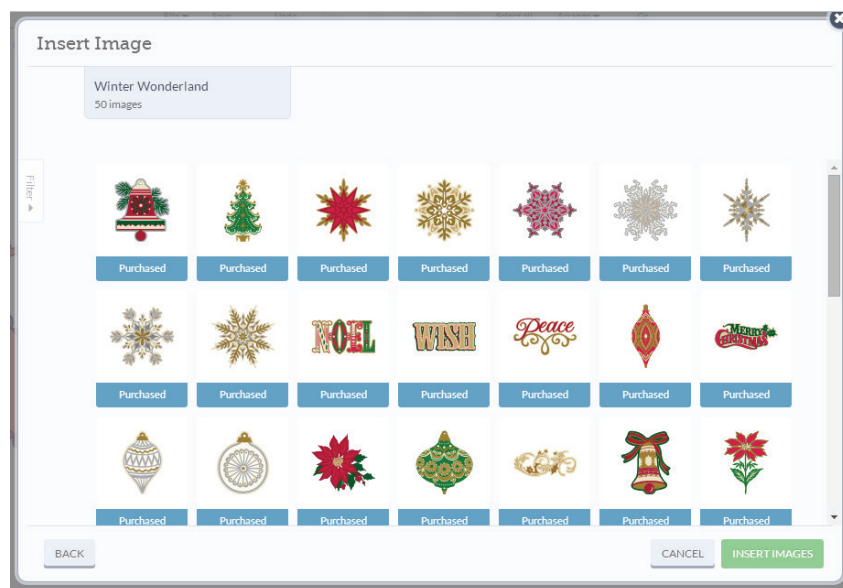 Insert Image
Winter Wonderland
50 images
Filter
Purchased Purchased Purchased Purchased Purchased Purchased Purchased
NOEL WISH Peace MERRY CHRISTMAS
Purchased Purchased Purchased Purchased Purchased Purchased Purchased
Purchased Purchased Purchased Purchased Purchased Purchased Purchased
BACK CANCEL INSERT IMAGES